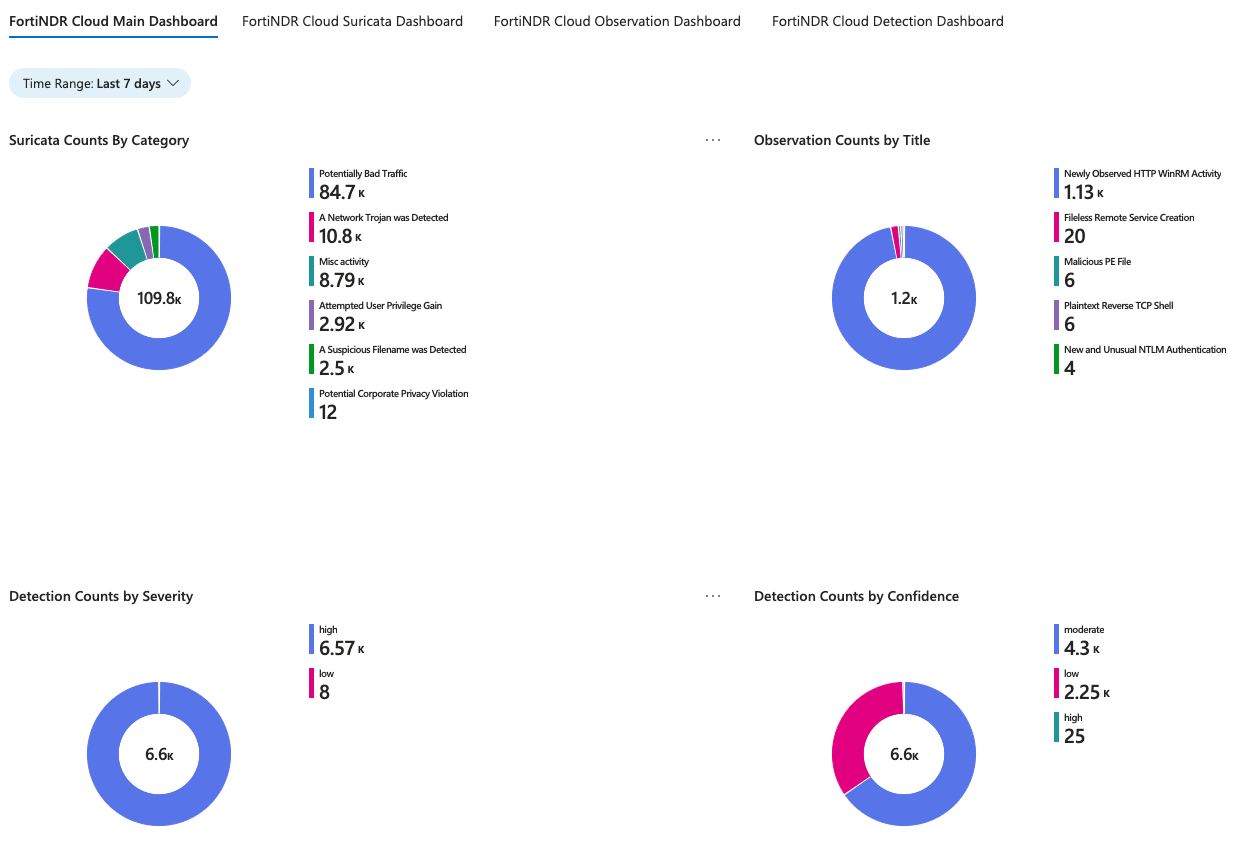 FortiNDR Cloud Main Dashboard
FortiNDR Cloud Suricata Dashboard
FortiNDR Cloud Observation Dashboard
FortiNDR Cloud Detection Dashboard
Time Range: Last 7 days
Suricata Counts By Category
109.8K
Potentially Bad Traffic
84.7 K
A Network Trojan was Detected
10.8 K
Misc activity
8.79 K
Attempted User Privilege Gain
2.92 K
A Suspicious Filename was Detected
2.5 K
Potential Corporate Privacy Violation
12
Observation Counts by Title
1.2K
Newly Observed HTTP WinRM Activity
1.13 K
Fileless Remote Service Creation
20
Malicious PE File
6
Plaintext Reverse TCP Shell
6
New and Unusual NTLM Authentication
4
Detection Counts by Severity
6.6K
high
6.57 K
low
8
Detection Counts by Confidence
6.6K
moderate
4.3 K
low
2.25 K
high
25